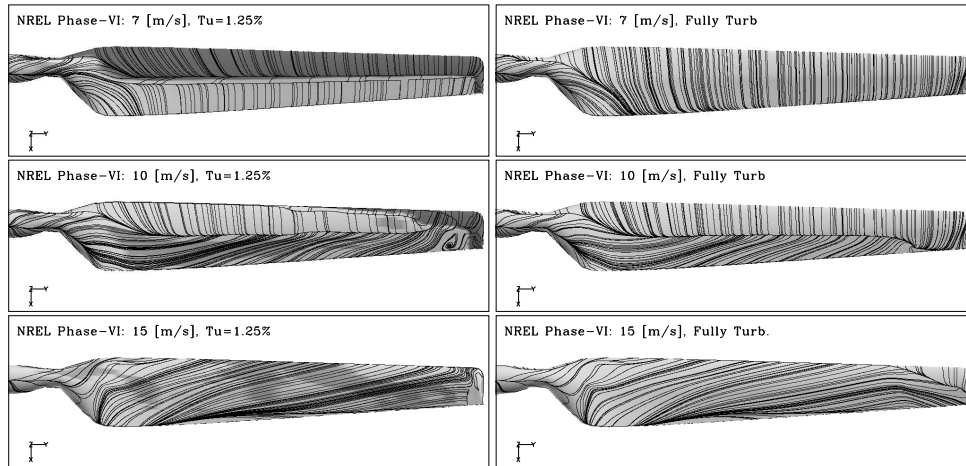 NREL Phase-VI: 7 [m/s], Tu=1.25%
Z Y
X
NREL Phase-VI: 7 [m/s], Fully Turb
Z Y
X
NREL Phase-VI: 10 [m/s], Tu=1.25%
Z Y
X
NREL Phase-VI: 10 [m/s], Fully Turb
Z Y
X
NREL Phase-VI: 15 [m/s], Tu=1.25%
Z Y
X
NREL Phase-VI: 15 [m/s], Fully Turb.
Z Y
X